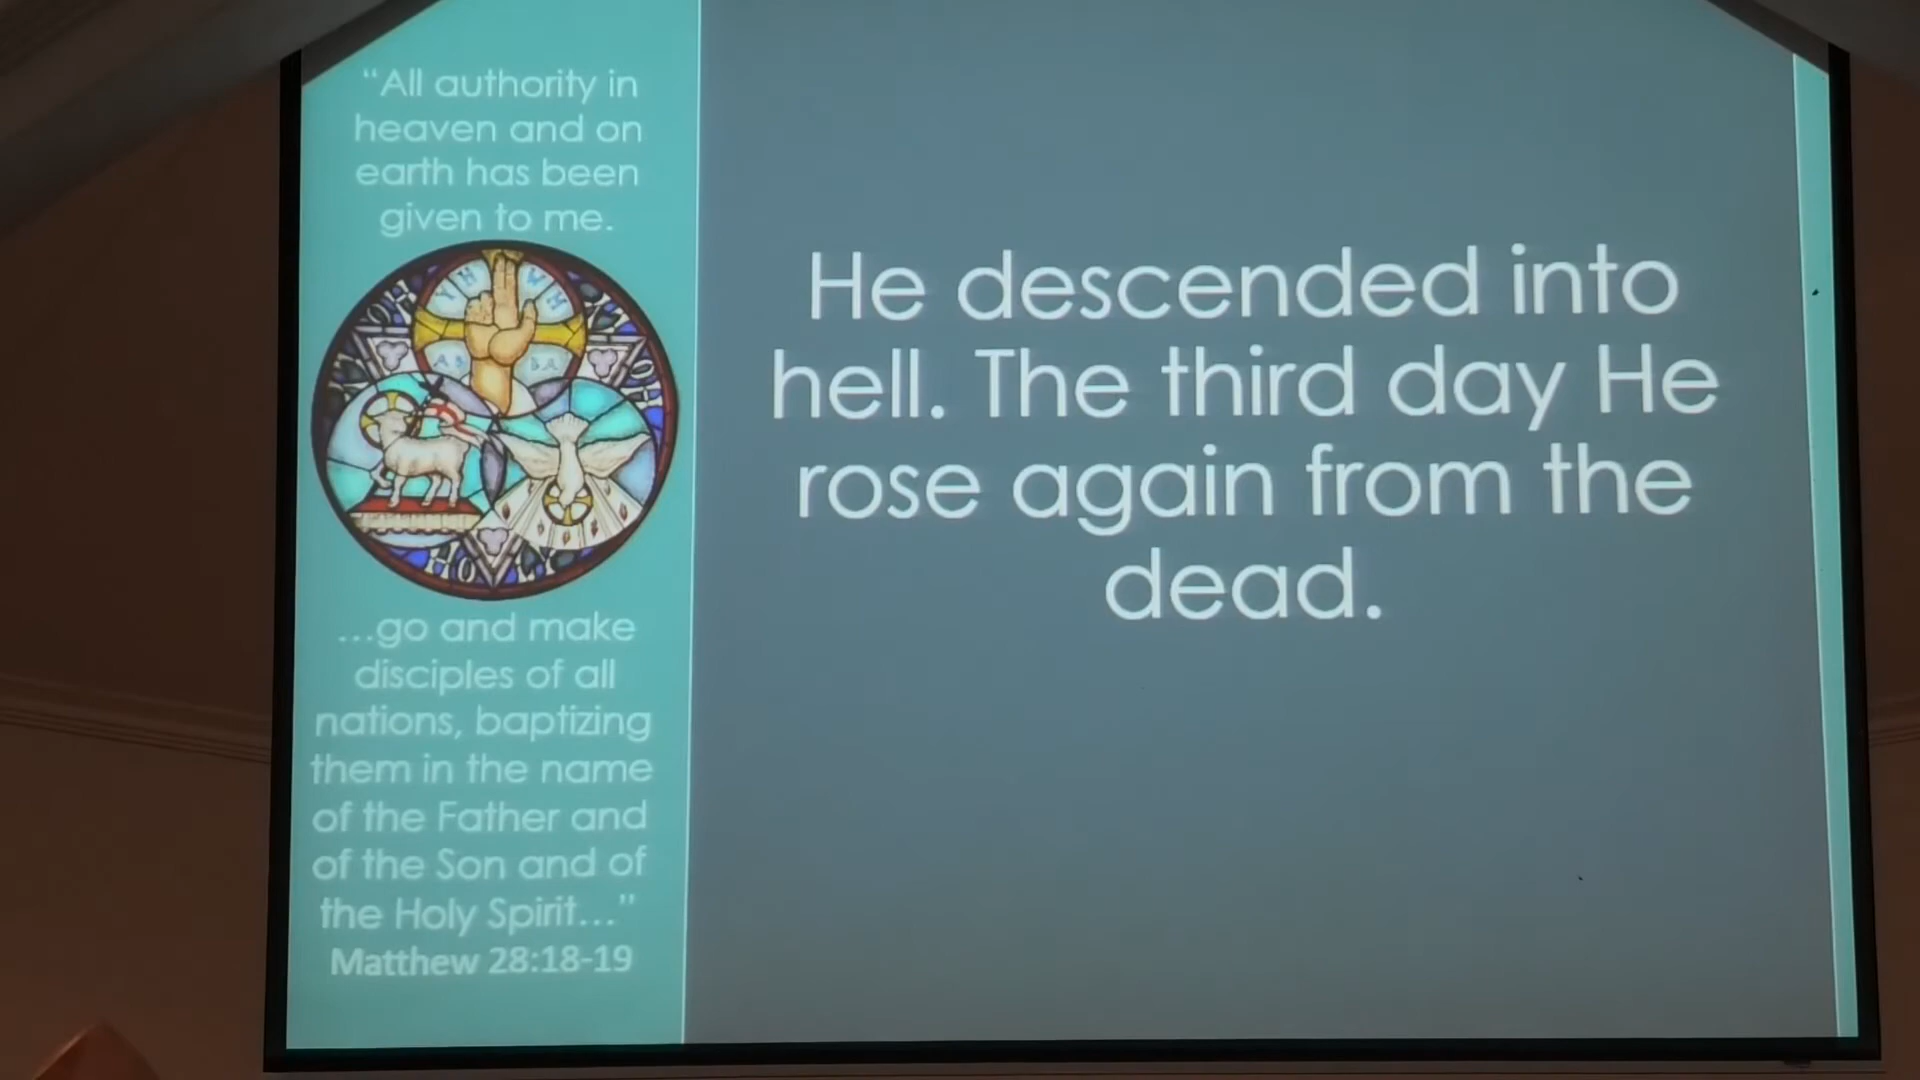 “All authority in
heaven and on
earth has been
given to me.
…go and make
disciples of all
nations, baptizing
them in the name
of the Father and
of the Son and of
the Holy Spirit…”
Matthew 28:18-19
He descended into
hell. The third day He
rose again from the
dead.